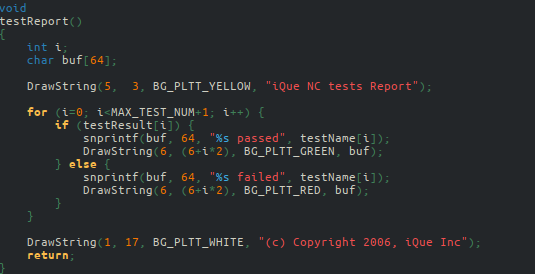 void
testReport()
{
    int i;
    char buf[64];

    DrawString(5,  3, BG_PLTT_YELLOW, "iQue NC tests Report");

    for (i=0; i<MAX_TEST_NUM+1; i++) {
        if (testResult[i]) {
            snprintf(buf, 64, "%s passed", testName[i]);
            DrawString(6, (6+i*2), BG_PLTT_GREEN, buf);
        } else {
            snprintf(buf, 64, "%s failed", testName[i]);
            DrawString(6, (6+i*2), BG_PLTT_RED, buf);
        }
    }

    DrawString(1, 17, BG_PLTT_WHITE, "(c) Copyright 2006, iQue Inc");
    return;
}